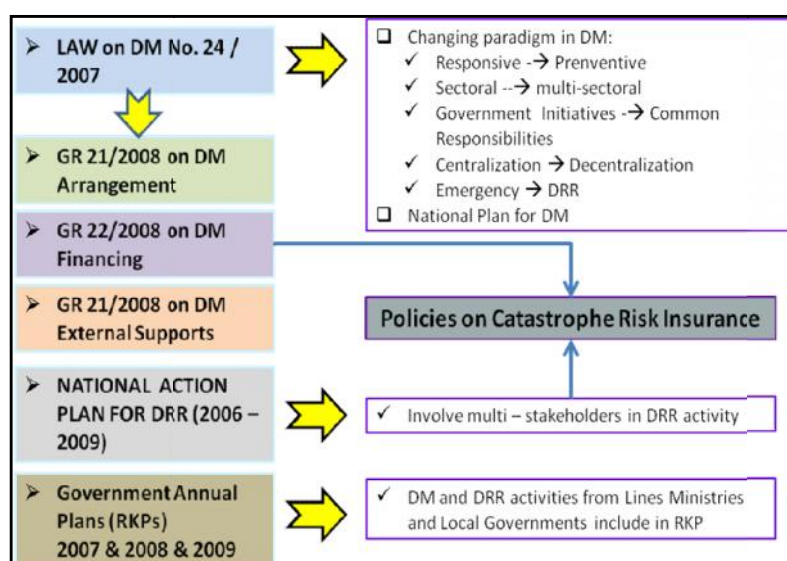 ➢ LAW on DM No. 24 /
2007
❑ Changing paradigm in DM:
✓ Responsive -→ Prenventive
✓ Sectoral --→ multi-sectoral
✓ Government Initiatives -→ Common
Responsibilities
✓ Centralization → Decentralization
✓ Emergency → DRR
❑ National Plan for DM
➢ GR 21/2008 on DM
Arrangement
➢ GR 22/2008 on DM
Financing
➢ GR 21/2008 on DM
External Supports
Policies on Catastrophe Risk Insurance
➢ NATIONAL ACTION
PLAN FOR DRR (2006 –
2009)
✓ Involve multi – stakeholders in DRR activity
➢ Government Annual
Plans (RKPs)
2007 & 2008 & 2009
✓ DM and DRR activities from Lines Ministries
and Local Governments include in RKP